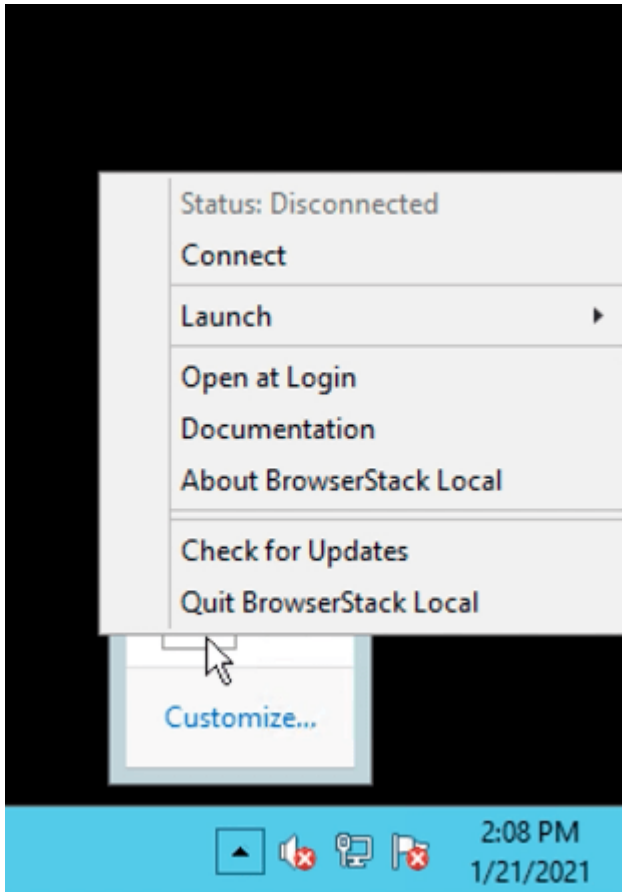 Status: Disconnected
Connect
Launch
Open at Login
Documentation
About BrowserStack Local
Check for Updates
Quit BrowserStack Local
Customize...
2:08 PM
1/21/2021